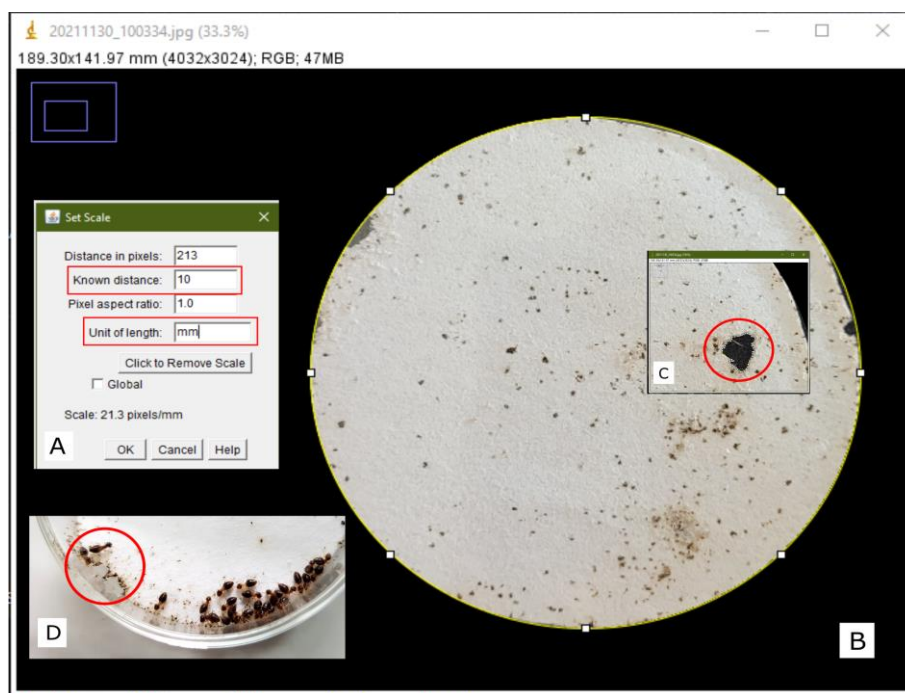 20211130_100334.jpg (33.3%)
189.30x141.97 mm (4032x3024); RGB; 47MB
Set Scale
Distance in pixels: 213
Known distance: 10
Pixel aspect ratio: 1.0
Unit of length: mm
Click to Remove Scale
Global
Scale: 21.3 pixels/mm
OK Cancel Help
A
C
D
B